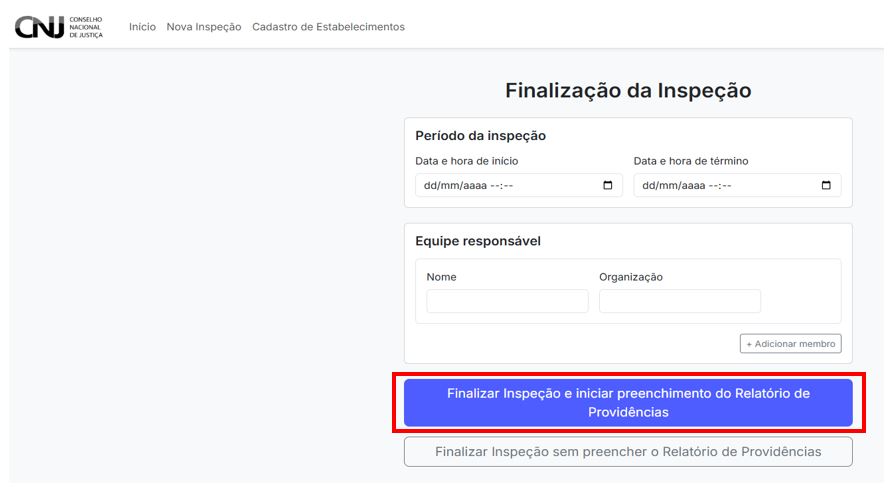 CNJ CONSELHO
NACIONAL
DE JUSTIÇA
Início Nova Inspeção Cadastro de Estabelecimentos
Finalização da Inspeção
Período da inspeção
Data e hora de início Data e hora de término
dd/mm/aaaa --:-- dd/mm/aaaa --:--
Equipe responsável
Nome Organização
+ Adicionar membro
Finalizar Inspeção e iniciar preenchimento do Relatório de
Providências
Finalizar Inspeção sem preencher o Relatório de Providências